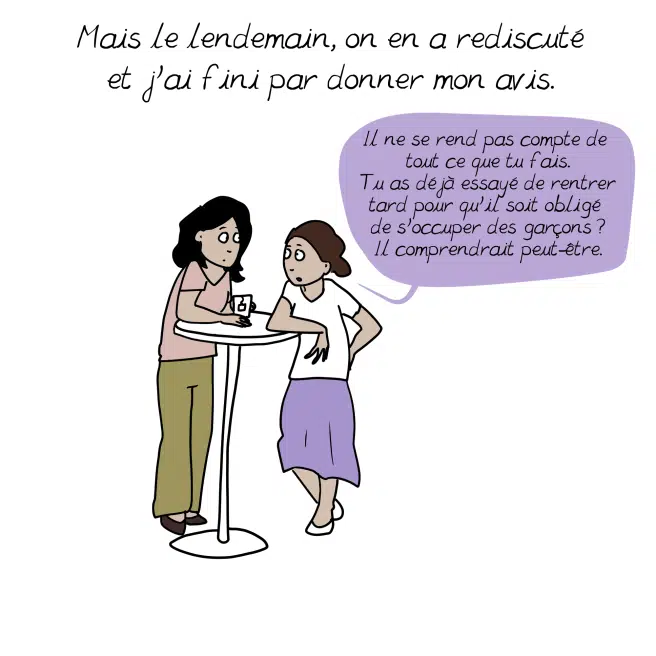 Mais le lendemain, on en a rediscuté
et j'ai fini par donner mon avis.
Il ne se rend pas compte de
tout ce que tu fais.
Tu as déjà essayé de rentrer
tard pour qu'il soit obligé
de s'occuper des garçons ?
Il comprendrait peut-être.